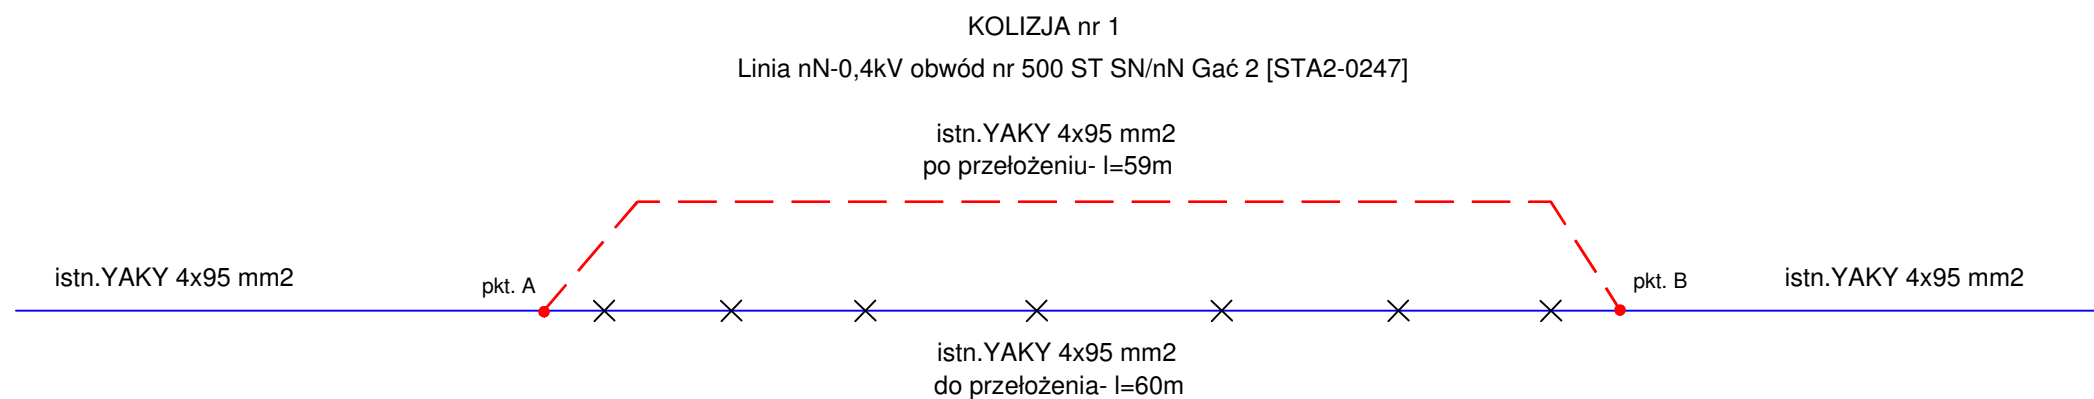 KOLIZJA nr 1
Linia nN-0,4kV obwód nr 500 ST SN/nN Gać 2 [STA2-0247]
istn.YAKY 4x95 mm2
po przełożeniu- l=59m
istn.YAKY 4x95 mm2
pkt. A
pkt. B
istn.YAKY 4x95 mm2
istn.YAKY 4x95 mm2
do przełożenia- l=60m